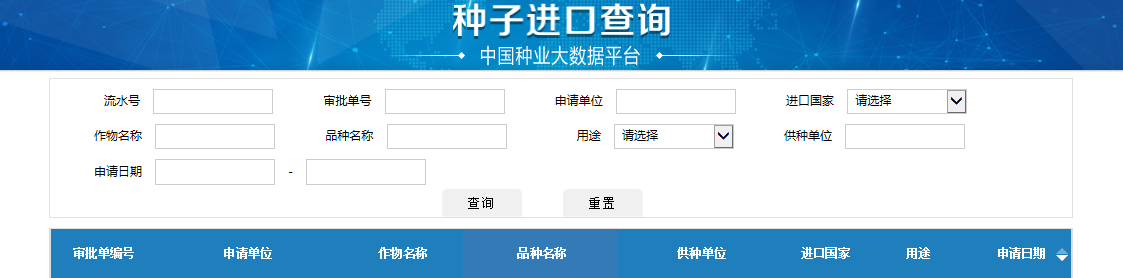 种子进口查询
中国种业大数据平台
流水号 审批单号 申请单位 进口国家 请选择
作物名称 品种名称 用途 请选择 供种单位
申请日期 -
查询 重置
审批单编号 申请单位 作物名称 品种名称 供种单位 进口国家 用途 申请日期